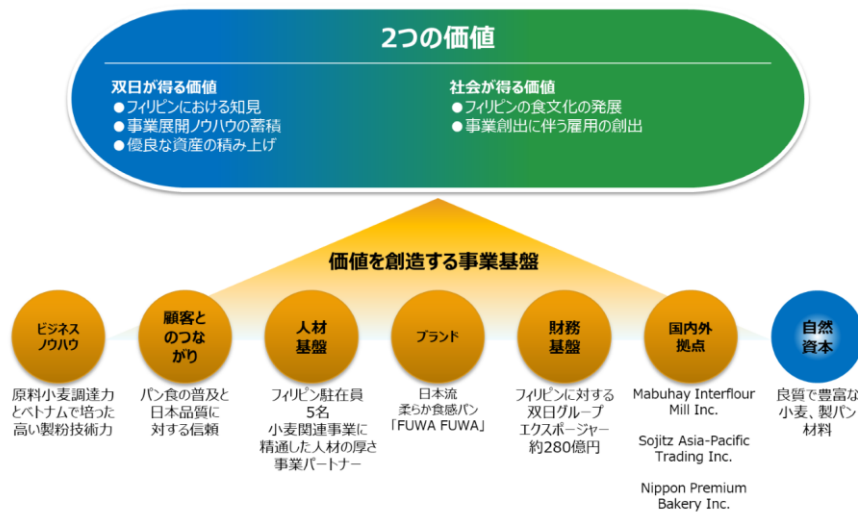 2つの価値
双日が得る価値
●フィリピンにおける知見
●事業展開ノウハウの蓄積
●優良な資産の積み上げ
社会が得る価値
●フィリピンの食文化の発展
●事業創出に伴う雇用の創出
価値を創造する事業基盤
ビジネス
ノウハウ
原料小麦調達力
とベトナムで培った
高い製粉技術力
顧客と
のつな
がり
パン食の普及と
日本品質に
対する信頼
人材
基盤
フィリピン駐在員
5名
小麦関連事業に
精通した人材の厚さ
事業パートナー
ブランド
日本流
柔らか食感パン
「FUWA FUWA」
財務
基盤
フィリピンに対する
双日グループ
エクスポージャー
約280億円
国内外
拠点
Mabuhay Interflour
Mill Inc.
Sojitz Asia-Pacific
Trading Inc.
Nippon Premium
Bakery Inc.
自然
資本
良質で豊富な
小麦、製パン
材料